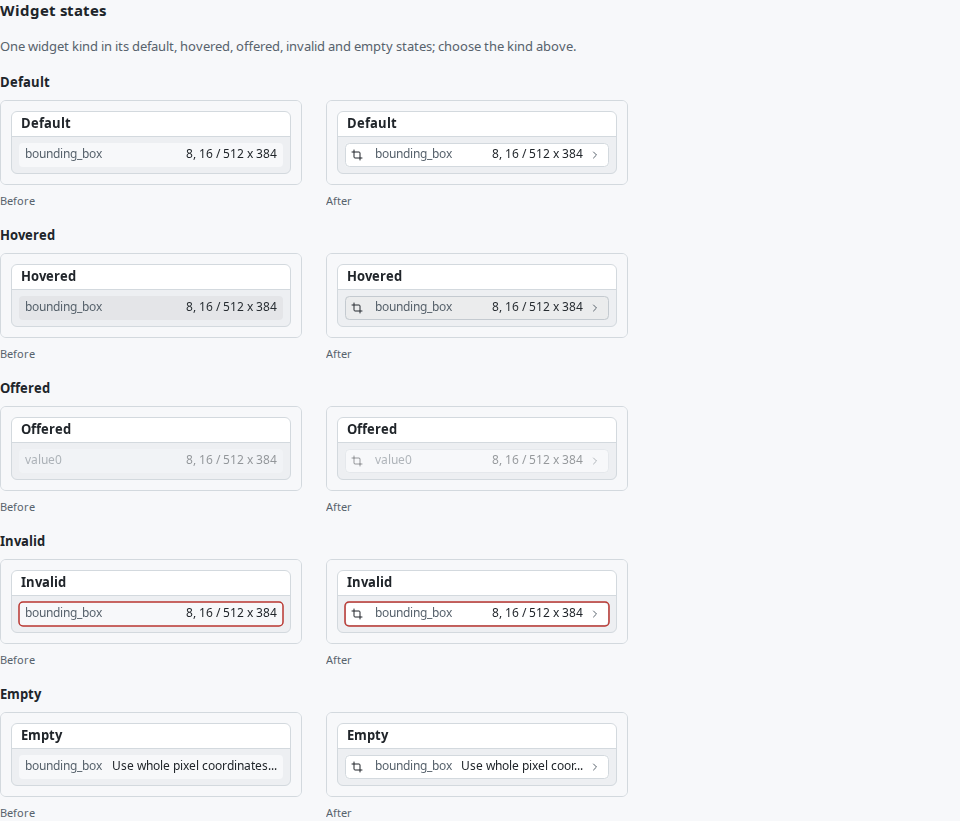 Widget states
One widget kind in its default, hovered, offered, invalid and empty states; choose the kind above.
Default
Default
bounding_box 8, 16 / 512 x 384
Before
Default
bounding_box 8, 16 / 512 x 384
After
Hovered
Hovered
bounding_box 8, 16 / 512 x 384
Before
Hovered
bounding_box 8, 16 / 512 x 384
After
Offered
Offered
value0 8, 16 / 512 x 384
Before
Offered
value0 8, 16 / 512 x 384
After
Invalid
Invalid
bounding_box 8, 16 / 512 x 384
Before
Invalid
bounding_box 8, 16 / 512 x 384
After
Empty
Empty
bounding_box Use whole pixel coordinates...
Before
Empty
bounding_box Use whole pixel coor...
After